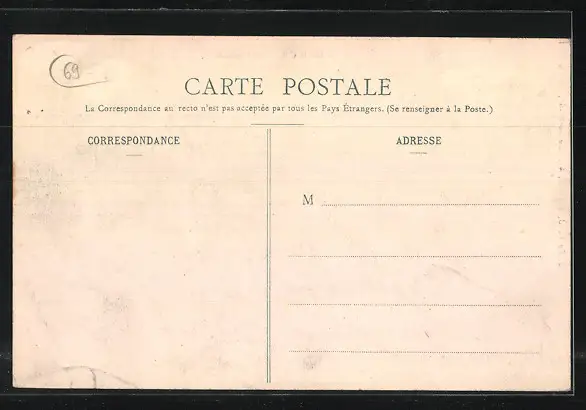 69
CARTE POSTALE
La Correspondance au recto n'est pas acceptée par tous les Pays Étrangers. (Se renseigner à la Poste.)
CORRESPONDANCE
ADRESSE
M